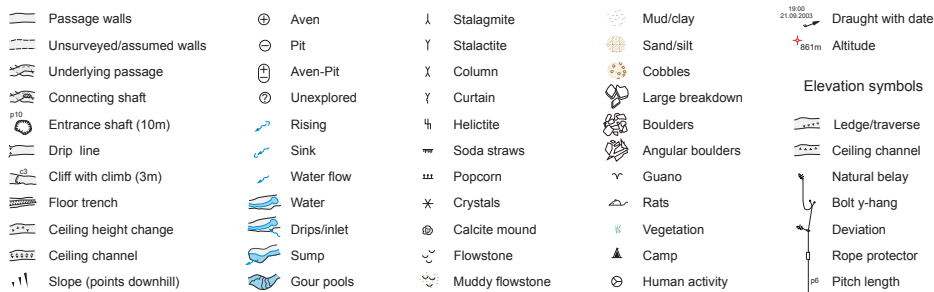 Passage walls
Unsurveyed/assumed walls
Underlying passage
Connecting shaft
p10
Entrance shaft (10m)
Drip line
c3
Cliff with climb (3m)
Floor trench
Ceiling height change
Ceiling channel
Slope (points downhill)
Aven
Pit
Aven-Pit
?
Unexplored
Rising
Sink
Water flow
Water
Drips/inlet
Sump
Gour pools
Stalagmite
Stalactite
Column
Curtain
Helictite
Soda straws
Popcorn
Crystals
Calcite mound
Flowstone
Muddy flowstone
Mud/clay
Sand/silt
Cobbles
Large breakdown
Boulders
Angular boulders
Guano
Rats
Vegetation
Camp
Human activity
19:00
21.09.2003
Draught with date
861m
Altitude
Elevation symbols
Ledge/traverse
Ceiling channel
Natural belay
Bolt y-hang
Deviation
Rope protector
p6
Pitch length